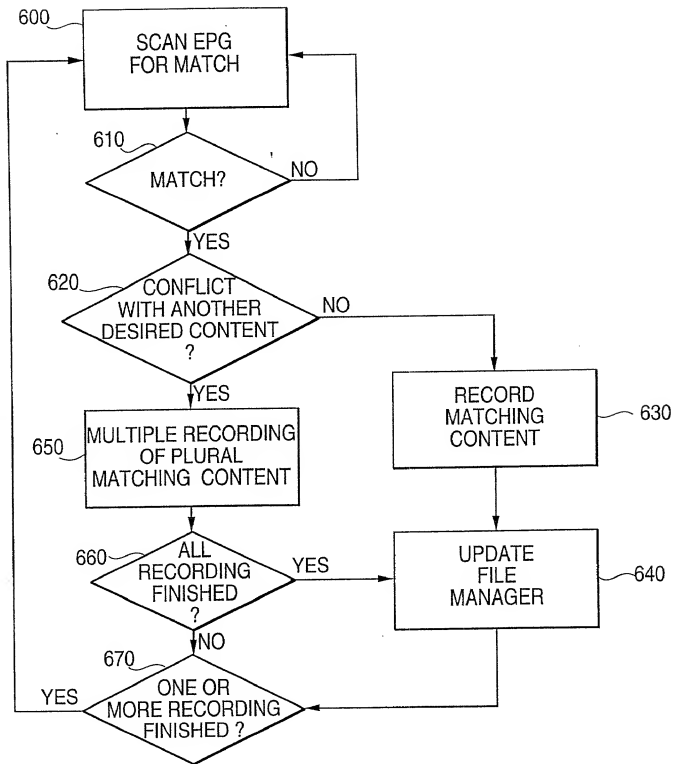 600
SCAN EPG
FOR MATCH
610
MATCH?
NO
YES
620
CONFLICT
WITH ANOTHER
DESIRED CONTENT
?
NO
YES
RECORD
MATCHING
CONTENT
630
650
MULTIPLE RECORDING
OF PLURAL
MATCHING CONTENT
660
ALL
RECORDING
FINISHED
?
YES
UPDATE
FILE
MANAGER
640
NO
670
YES
ONE OR
MORE RECORDING
FINISHED ?